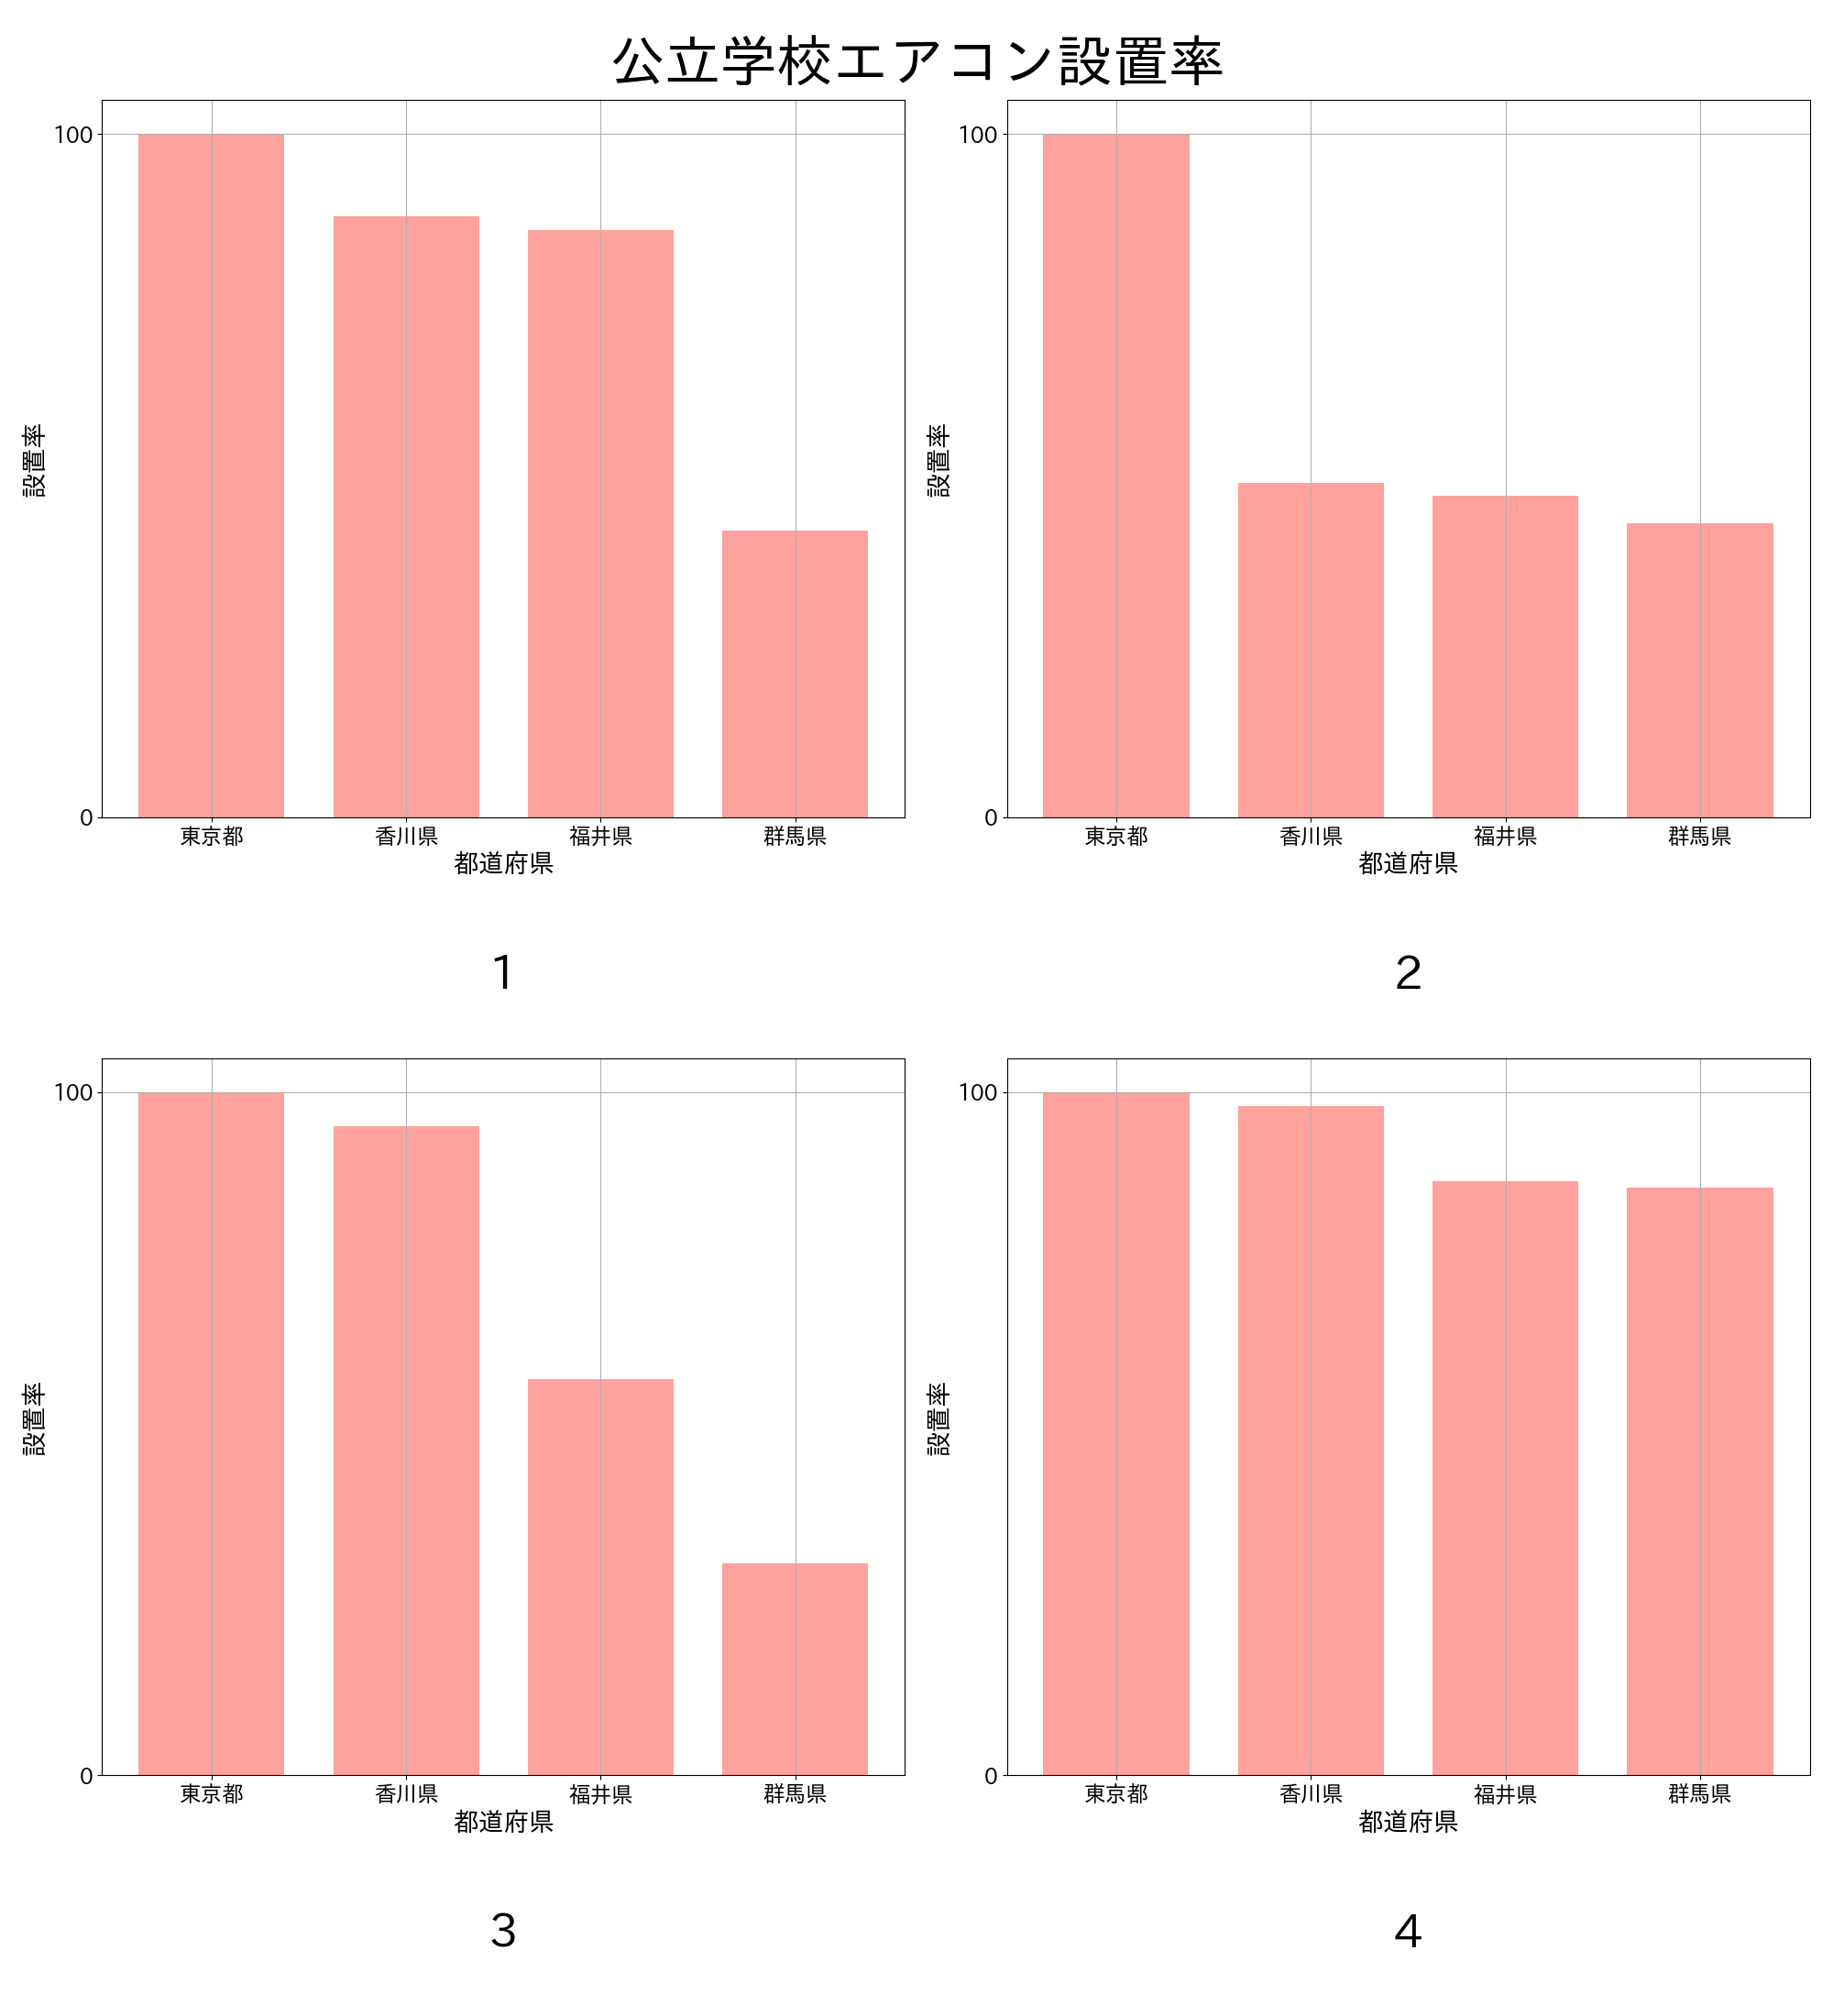 公立学校エアコン設置率
100
0
設置率
東京都 香川県 福井県 群馬県
都道府県
1
100
0
設置率
東京都 香川県 福井県 群馬県
都道府県
2
100
0
設置率
東京都 香川県 福井県 群馬県
都道府県
3
100
0
設置率
東京都 香川県 福井県 群馬県
都道府県
4